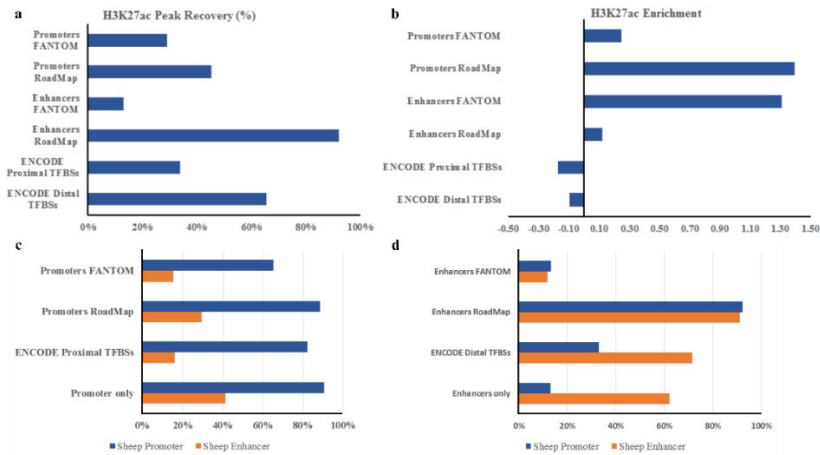 a
H3K27ac Peak Recovery (%)
Promoters
FANTOM
Promoters
RoadMap
Enhancers
FANTOM
Enhancers
RoadMap
ENCODE
Proximal TFBSs
ENCODE Distal
TFBSs
0% 20% 40% 60% 80% 100%
b
H3K27ac Enrichment
Promoters FANTOM
Promoters RoadMap
Enhancers FANTOM
Enhancers RoadMap
ENCODE Proximal TFBSs
ENCODE Distal TFBSs
-0.50 -0.30 -0.10 0.10 0.30 0.50 0.70 0.90 1.10 1.30 1.50
c
Promoters FANTOM
Promoters RoadMap
ENCODE Proximal TFBSs
Promoter only
0% 20% 40% 60% 80% 100%
Sheep Promoter Sheep Enhancer
d
Enhancers FANTOM
Enhancers RoadMap
ENCODE Distal TFBSs
Enhancers only
0% 20% 40% 60% 80% 100%
Sheep Promoter Sheep Enhancer